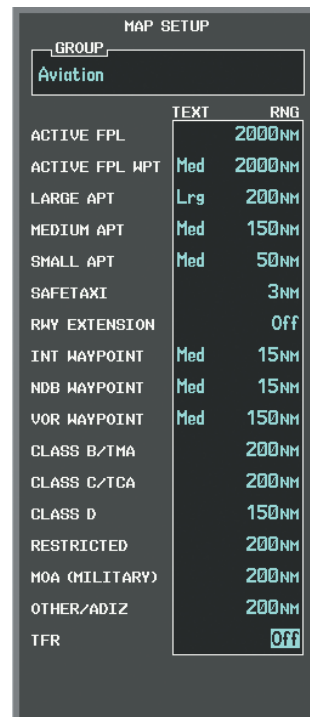 MAP SETUP
GROUP
Aviation
TEXT RNG
ACTIVE FPL 2000NM
ACTIVE FPL WPT Med 2000NM
LARGE APT Lrg 200NM
MEDIUM APT Med 150NM
SMALL APT Med 50NM
SAFETAXI 3NM
RWY EXTENSION Off
INT WAYPOINT Med 15NM
NDB WAYPOINT Med 15NM
VOR WAYPOINT Med 150NM
CLASS B/TMA 200NM
CLASS C/TCA 200NM
CLASS D 150NM
RESTRICTED 200NM
MOA (MILITARY) 200NM
OTHER/ADIZ 200NM
TFR Off